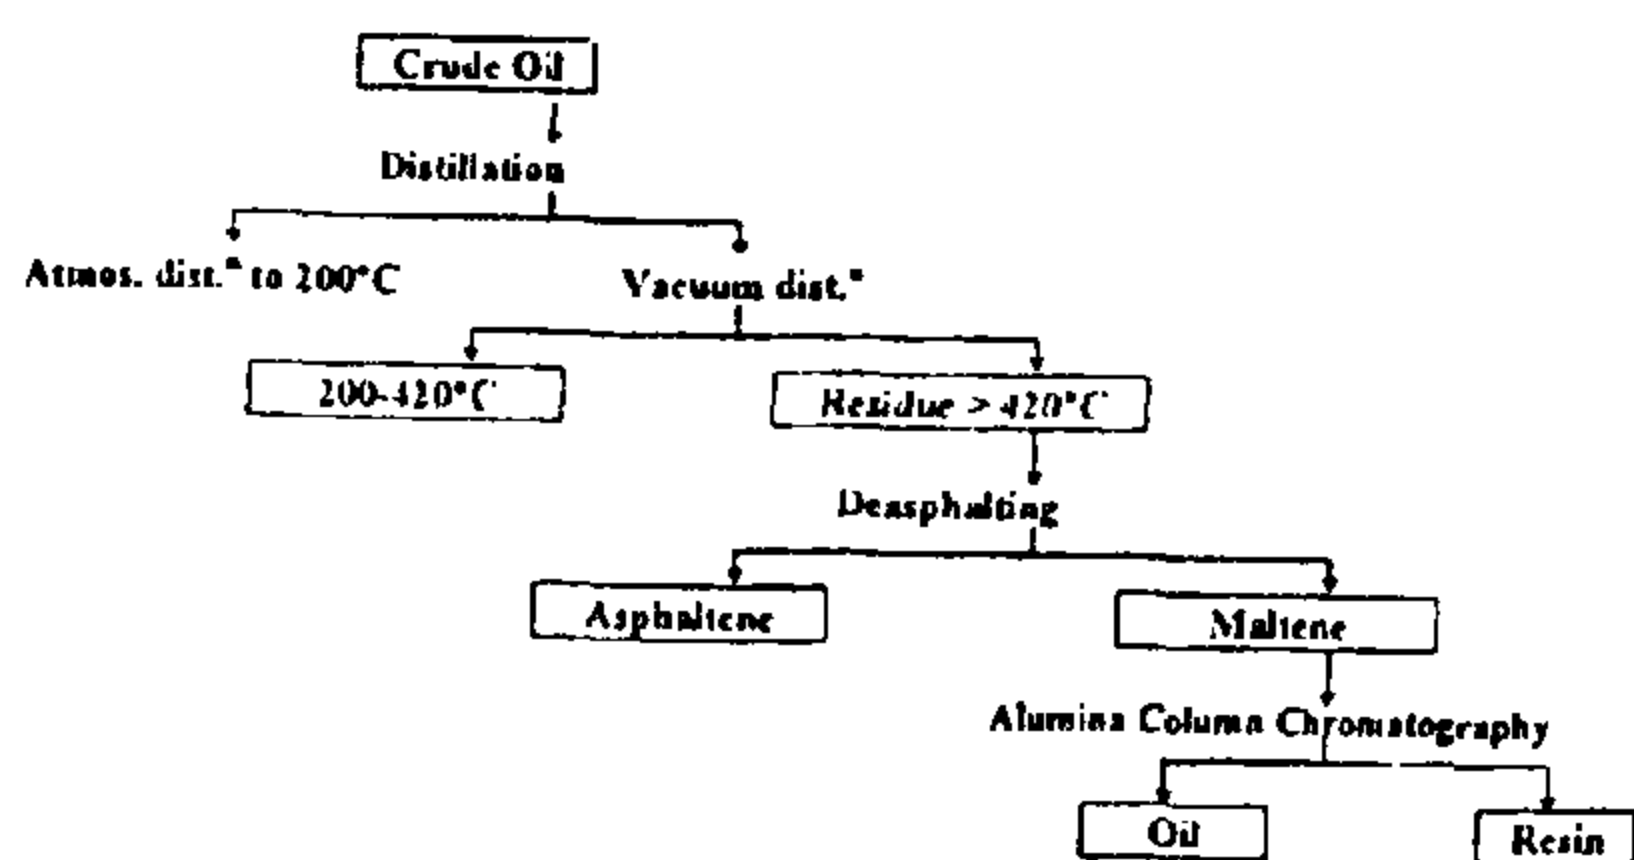 Crude Oil
Distillation
Atmos. dist.ⁿ to 200°C
Vacuum dist.ⁿ
200-420°C
Residue > 420°C
Deasphalting
Asphaltene
Maltene
Alumina Column Chromatography
Oil
Resin